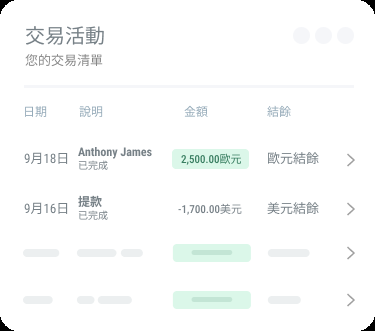 交易活動
您的交易清單
日期 說明 金額 結餘
9月18日 Anthony James 2,500.00歐元 歐元結餘
已完成
9月16日 提款 -1,700.00美元 美元結餘
已完成